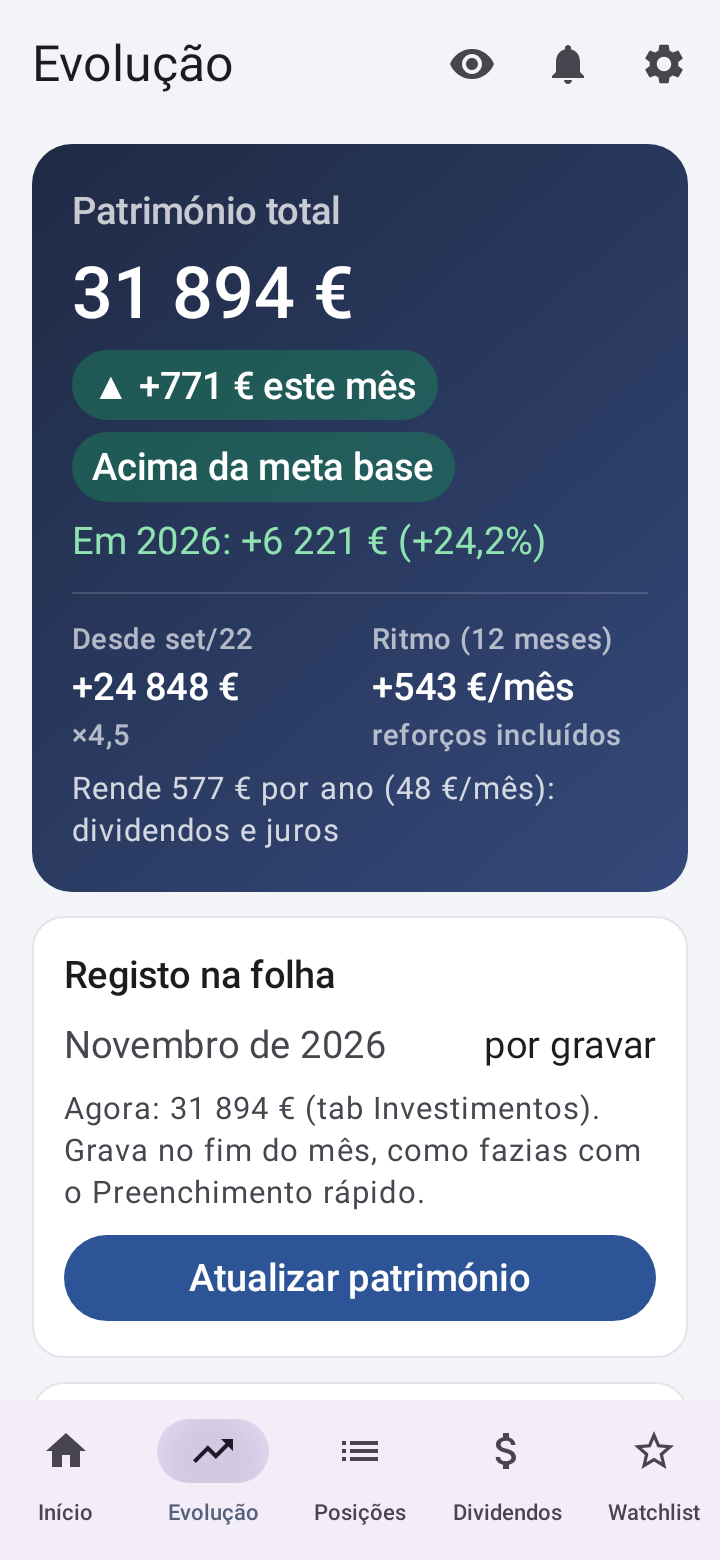 Evolução
Património total
31 894 €
▲ +771 € este mês
Acima da meta base
Em 2026: +6 221 € (+24,2%)
Desde set/22
+24 848 €
×4,5
Ritmo (12 meses)
+543 €/mês
reforços incluídos
Rende 577 € por ano (48 €/mês):
dividendos e juros
Registo na folha
Novembro de 2026 por gravar
Agora: 31 894 € (tab Investimentos).
Grava no fim do mês, como fazias com
o Preenchimento rápido.
Atualizar património
Início
Evolução
Posições
Dividendos
Watchlist